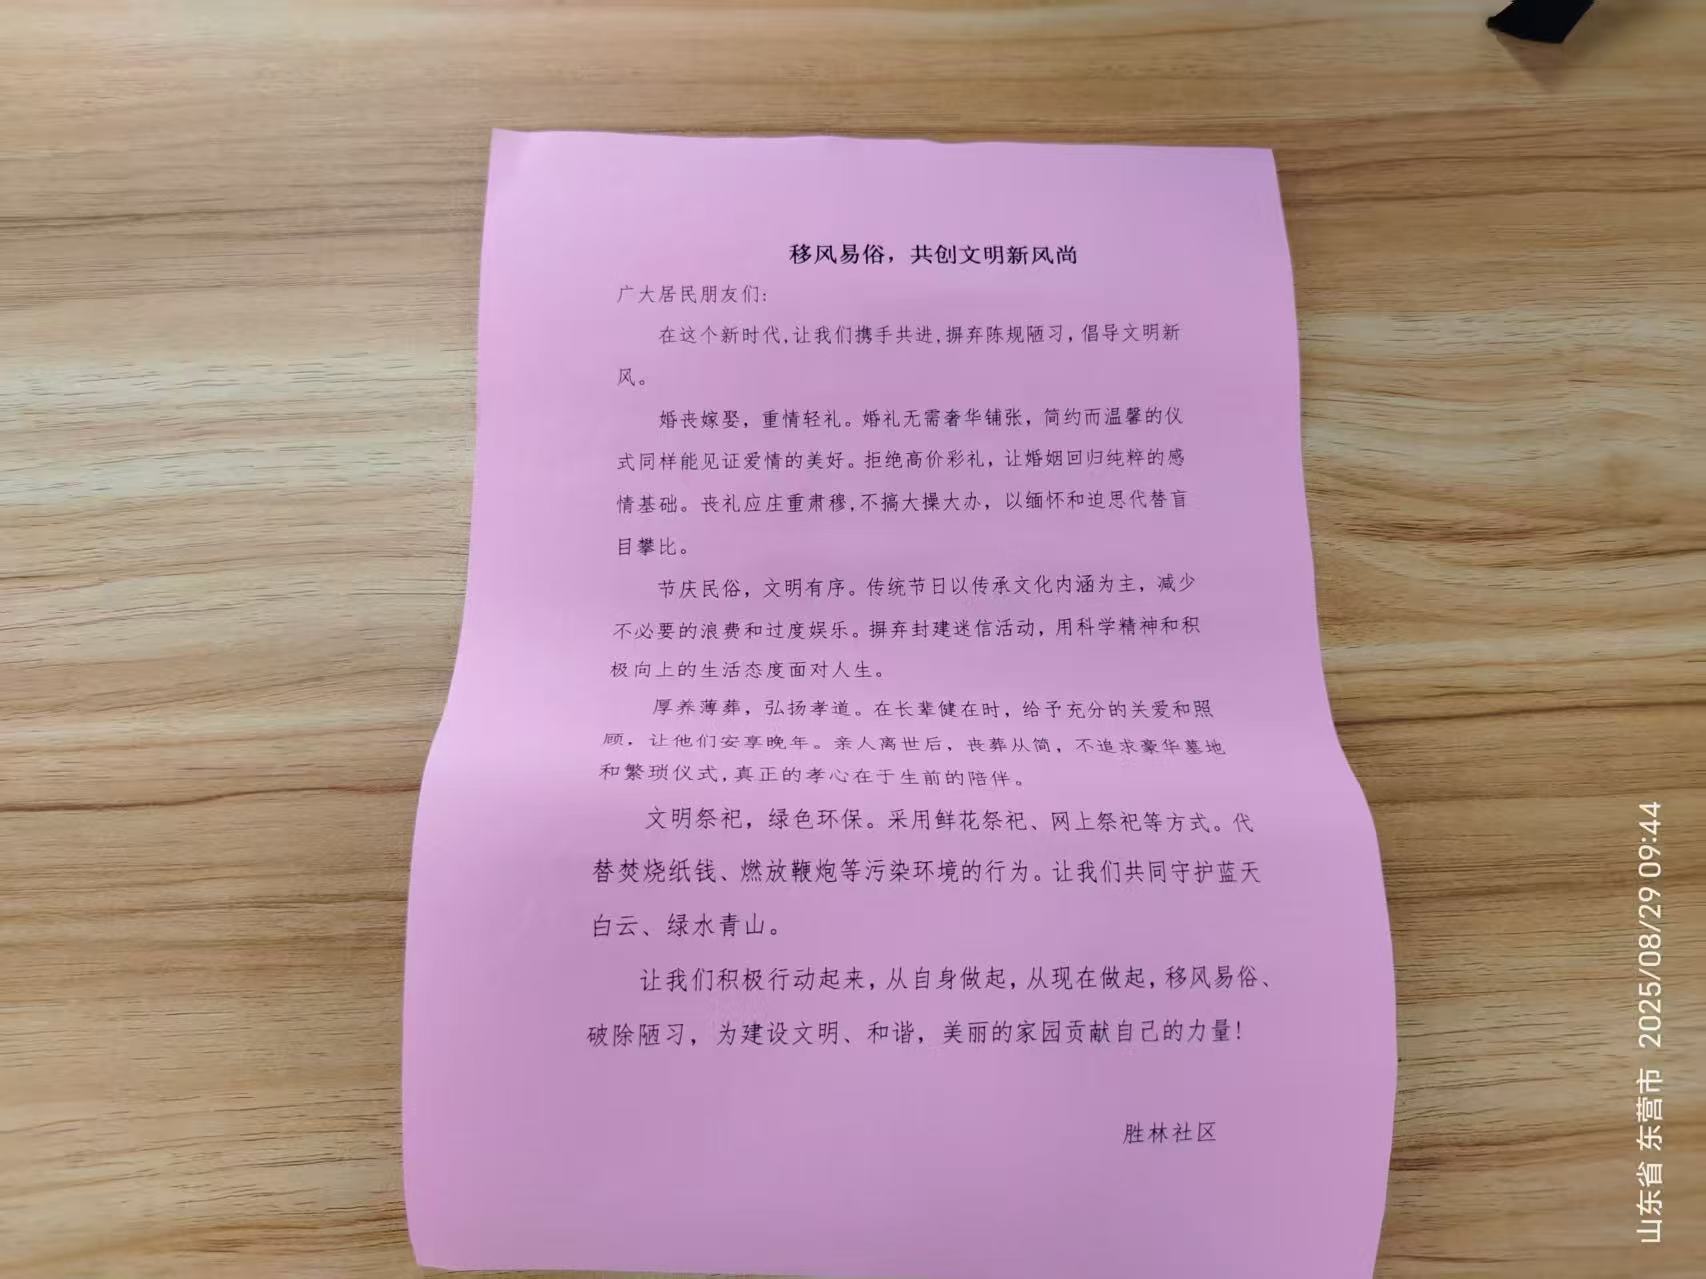 移风易俗，共创文明新风尚
广大居民朋友们:
在这个新时代,让我们携手共进,摒弃陈规陋习，倡导文明新
风。
婚丧嫁娶，重情轻礼。婚礼无需奢华铺张，简约而温馨的仪
式同样能见证爱情的美好。拒绝高价彩礼，让婚姻回归纯粹的感
情基础。丧礼应庄重肃穆,不搞大操大办，以缅怀和追思代替盲
目攀比。
节庆民俗，文明有序。传统节日以传承文化内涵为主，减少
不必要的浪费和过度娱乐。摒弃封建迷信活动，用科学精神和积
极向上的生活态度面对人生。
厚养薄葬，弘扬孝道。在长辈健在时，给予充分的关爱和照
顾，让他们安享晚年。亲人离世后，丧葬从简，不追求豪华墓地
和繁琐仪式,真正的孝心在于生前的陪伴。
文明祭祀，绿色环保。采用鲜花祭祀、网上祭祀等方式。代
替焚烧纸钱、燃放鞭炮等污染环境的行为。让我们共同守护蓝天
白云、绿水青山。
让我们积极行动起来，从自身做起，从现在做起，移风易俗、
破除陋习，为建设文明、和谐，美丽的家园贡献自己的力量！
胜林社区
山东省 东营市 2025/08/29 09:44